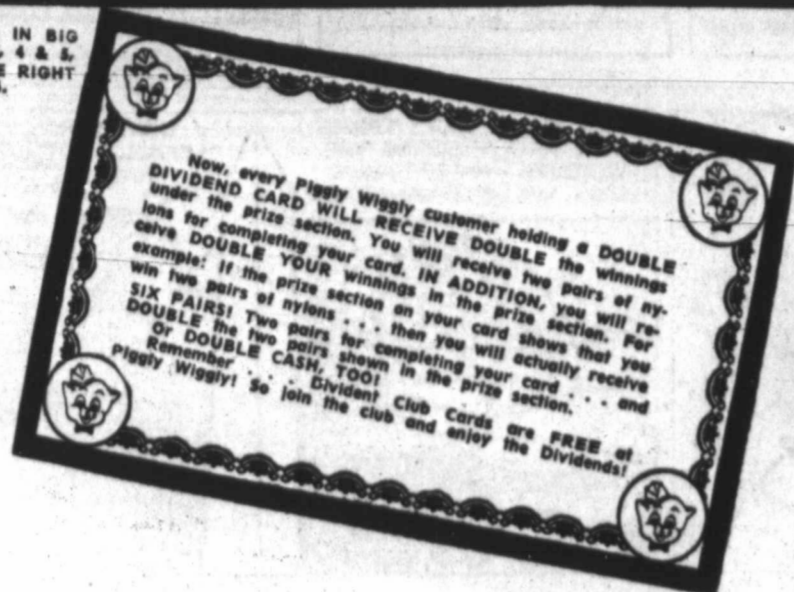 IN BIG
4 & 5,
RIGHT
Now, every Piggly Wiggly customer holding a DOUBLE
DIVIDEND CARD WILL RECEIVE DOUBLE the winnings
under the prize section. You will receive two pairs of ny-
lons for completing your card. IN ADDITION, you will re-
ceive DOUBLE YOUR winnings in the prize section. For
example: If the prize section on your card shows that you
win two pairs of nylons . . . then you will actually receive
SIX PAIRS! Two pairs for completing your card . . . and
DOUBLE the two pairs shown in the prize section.
Or DOUBLE CASH, TOO!
Remember . . . Divident Club Cards are FREE at
Piggly Wiggly! So join the club and enjoy the Dividends!